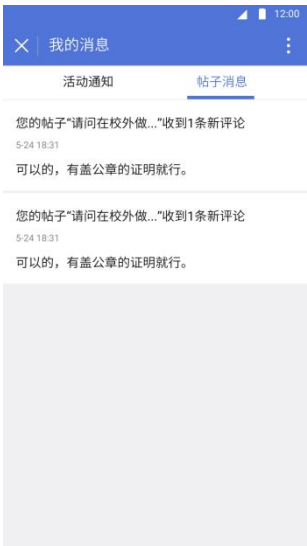 12:00
我的消息
活动通知 帖子消息
您的帖子“请问在校外做...”收到1条新评论
5-24 18:31
可以的，有盖公章的证明就行。
您的帖子“请问在校外做...”收到1条新评论
5-24 18:31
可以的，有盖公章的证明就行。